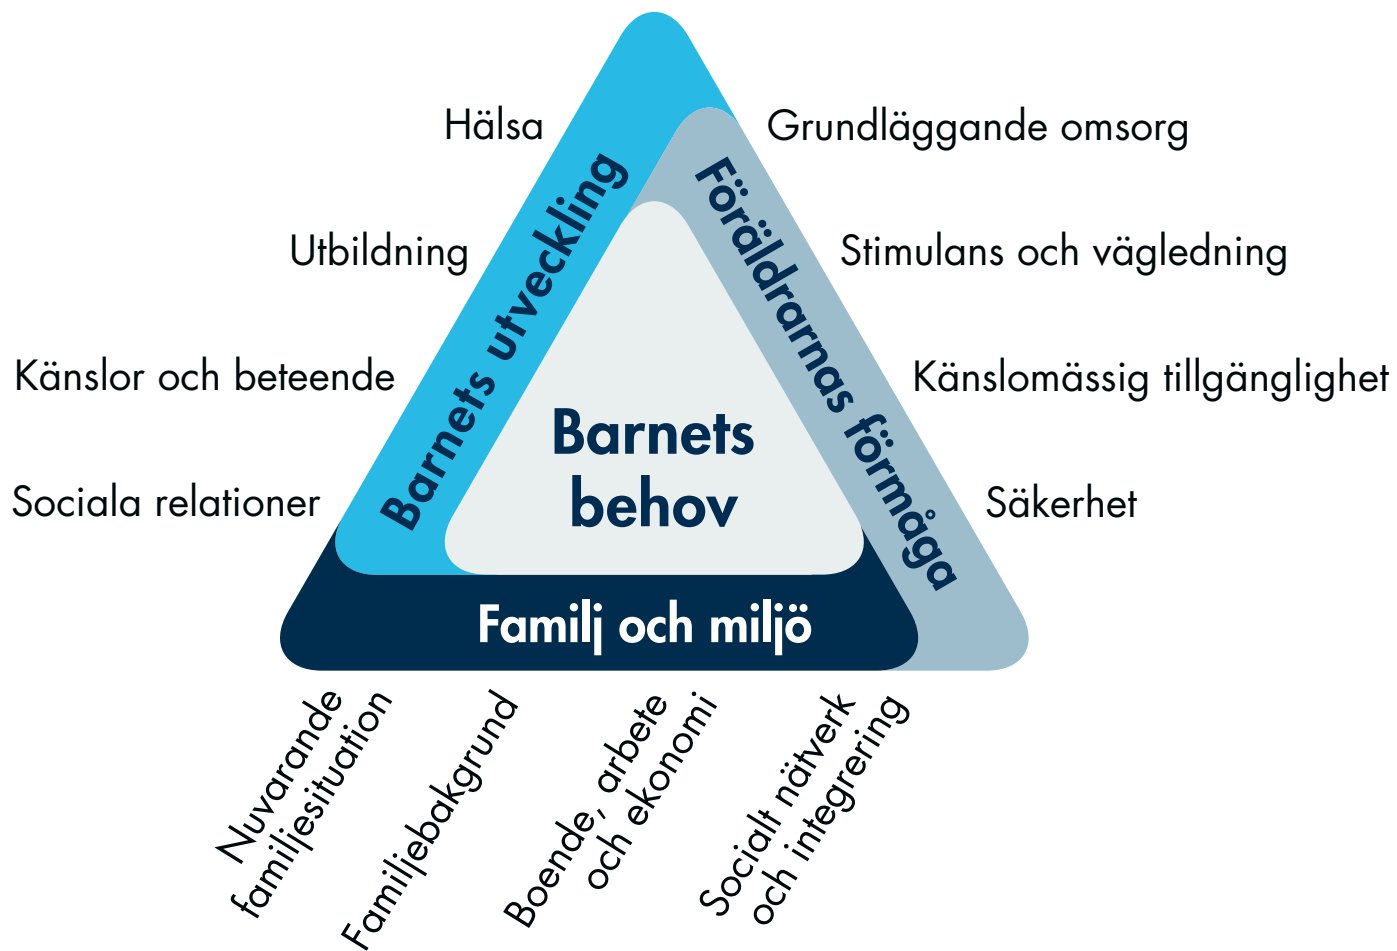 Hälsa
Utbildning
Känslor och beteende
Sociala relationer
Barnets utveckling
Grundläggande omsorg
Stimulans och vägledning
Känslomässig tillgänglighet
Säkerhet
Föräldrarnas förmåga
Barnets
behov
Familj och miljö
Nuvarande
familjesituation
Familjebakgrund
Boende, arbete
och ekonomi
Socialt nätverk
och integrering